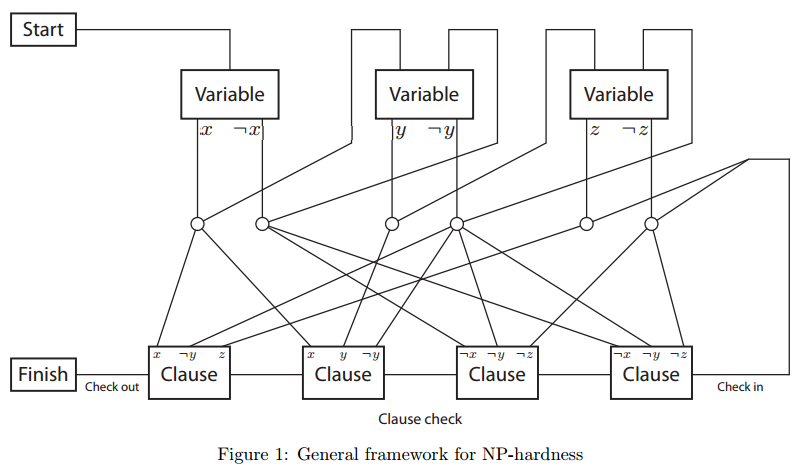 Start
Variable
Variable
Variable
x ¬x
y ¬y
z ¬z
x ¬y z
x y ¬y
¬x ¬y ¬z
¬x ¬y ¬z
Finish
Check out
Clause
Clause
Clause
Clause
Check in
Clause check
Figure 1: General framework for NP-hardness